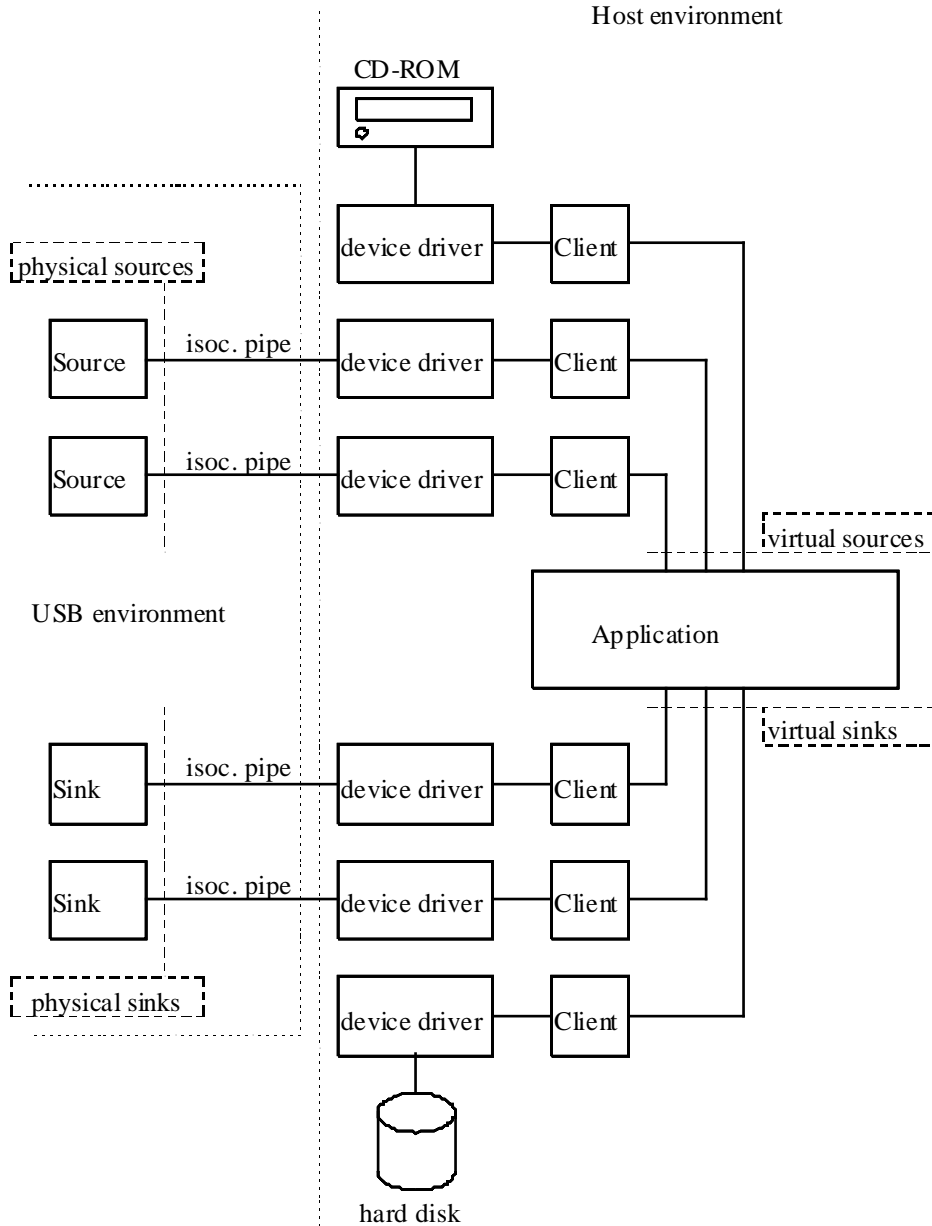 Host environment
CD-ROM
device driver
Client
physical sources
Source
isoc. pipe
device driver
Client
Source
isoc. pipe
device driver
Client
virtual sources
USB environment
Application
virtual sinks
Sink
isoc. pipe
device driver
Client
Sink
isoc. pipe
device driver
Client
physical sinks
device driver
Client
hard disk